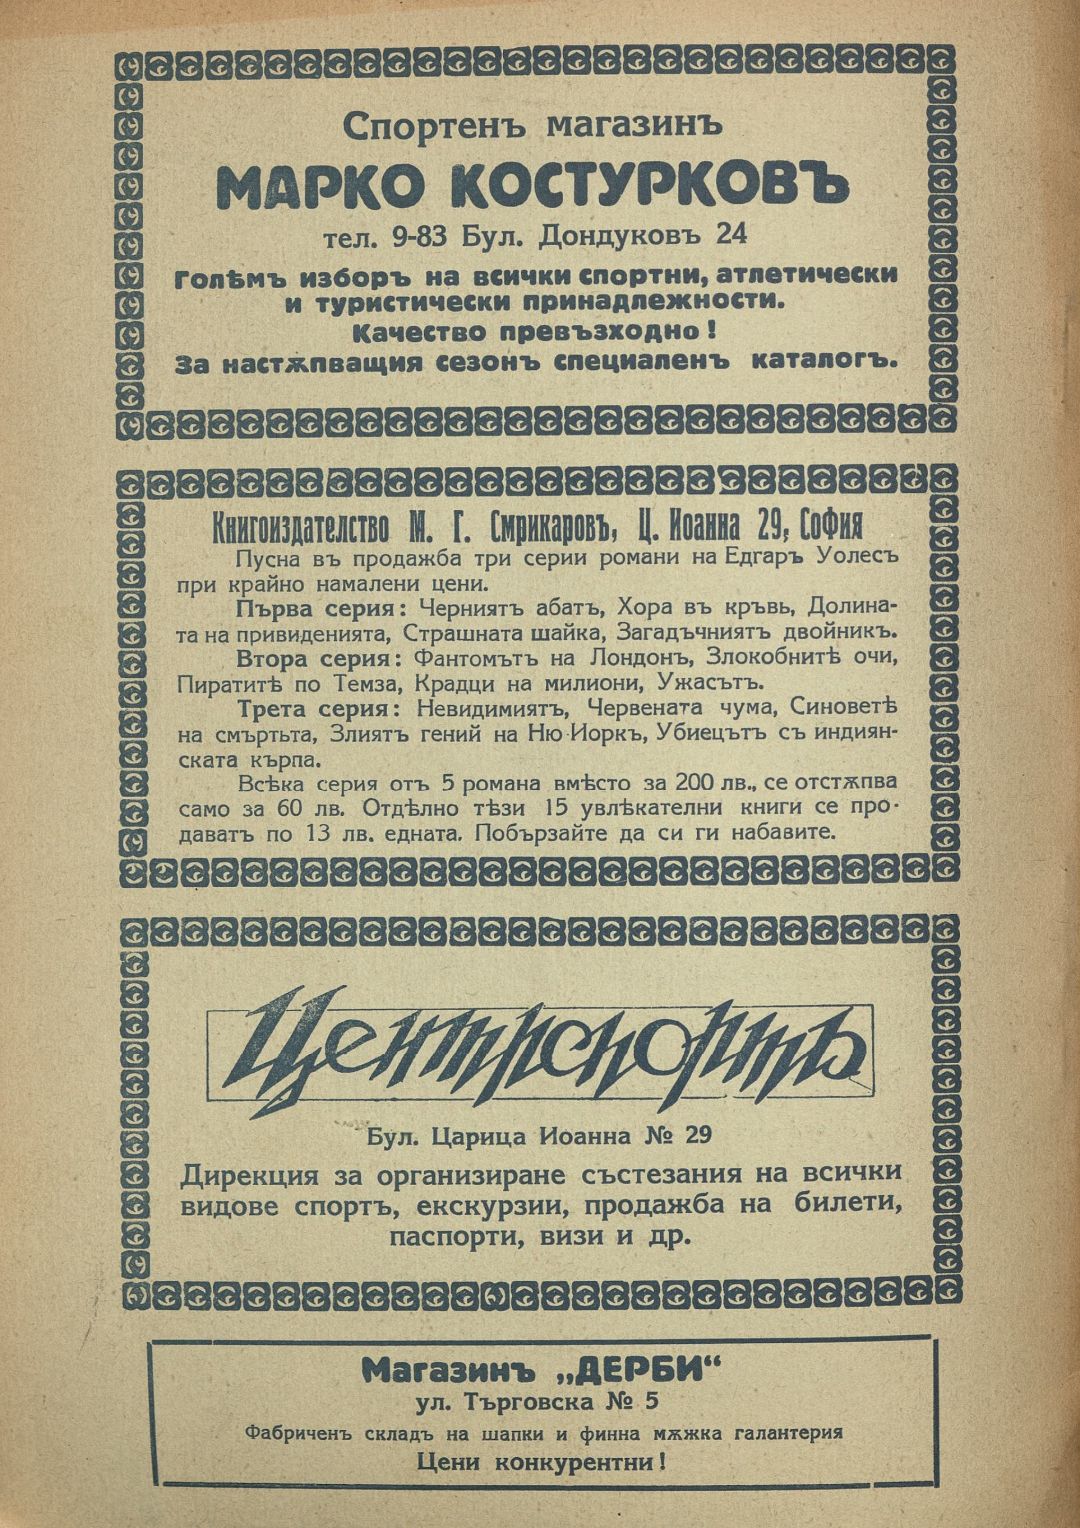 Спортенъ магазинъ
МАРКО КОСТУРКОВЪ
тел. 9-83 Бул. Дондуковъ 24
Голѣмъ изборъ на всички спортни, атлетически
и туристически принадлежности.
Качество превъзходно!
За настѫпващия сезонъ специаленъ каталогъ.
Книгоиздателство М. Г. Смрикаровъ, Ц. Иоанна 29, София
Пусна въ продажба три серии романи на Едгаръ Уолесъ
при крайно намалени цени.
Първа серия: Черниятъ абатъ, Хора въ кръвь, Долина-
та на привиденията, Страшната шайка, Загадъчниятъ двойникъ.
Втора серия: Фантомътъ на Лондонъ, Злокобнитѣ очи,
Пиратитѣ по Темза, Крадци на милиони, Ужасътъ.
Трета серия: Невидимиятъ, Червената чума, Синоветѣ
на смъртьта, Злиятъ гений на Ню-Иоркъ, Убиецътъ съ индиян-
ската кърпа.
Всѣка серия отъ 5 романа вмѣсто за 200 лв., се отстѫпва
само за 60 лв. Отдѣлно тѣзи 15 увлѣкателни книги се про-
даватъ по 13 лв. едната. Побързайте да си ги набавите.
Центрспортъ
Бул. Царица Иоанна № 29
Дирекция за организиране състезания на всички
видове спортъ, екскурзии, продажба на билети,
паспорти, визи и др.
Магазинъ „ДЕРБИ“
ул. Търговска № 5
Фабриченъ складъ на шапки и финна мѫжка галантерия
Цени конкурентни!